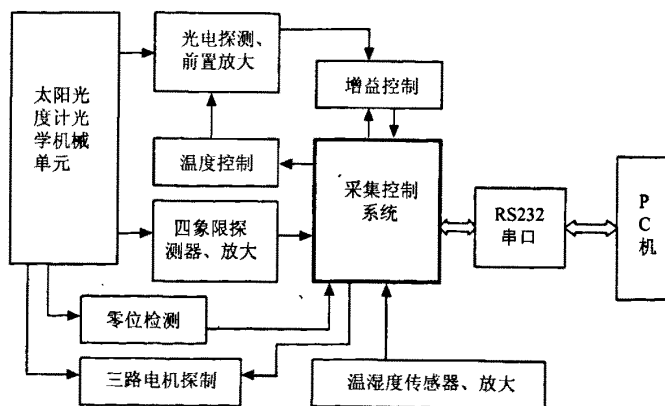 太阳光
度计光
学机械
单元
光电探测、
前置放大
增益控制
温度控制
采集控制
系统
四象限探
测器、放大
RS232
串口
P
C
机
零位检测
三路电机探制
温湿度传感器、放大